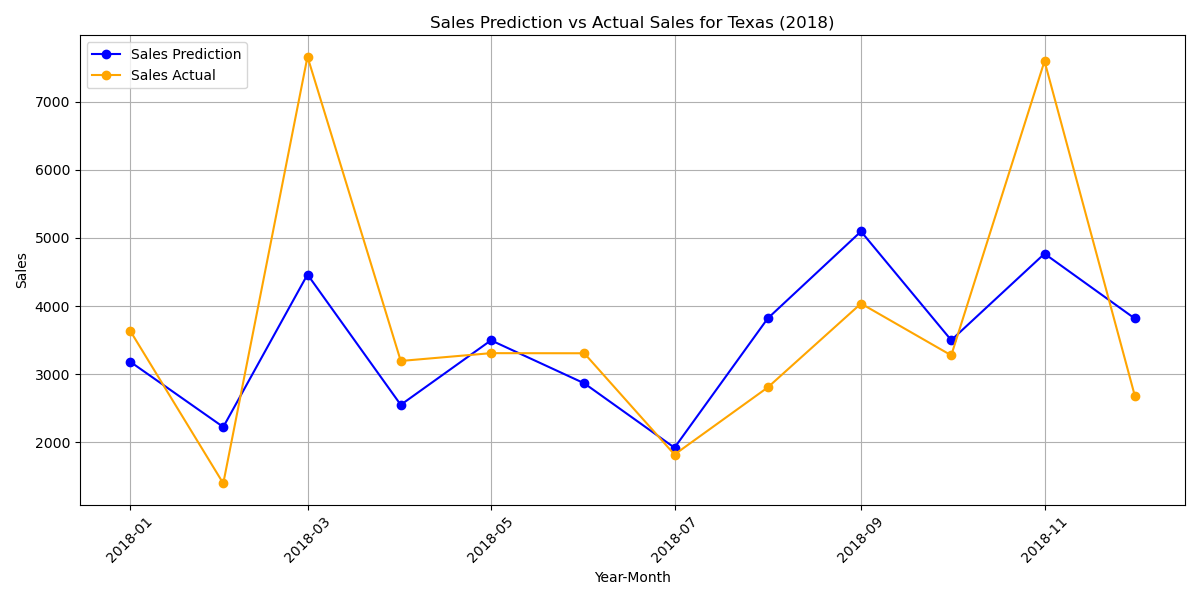 Sales Prediction vs Actual Sales for Texas (2018)
Sales Prediction
Sales Actual
7000
6000
5000
4000
3000
2000
Sales
2018-01
2018-03
2018-05
2018-07
2018-09
2018-11
Year-Month